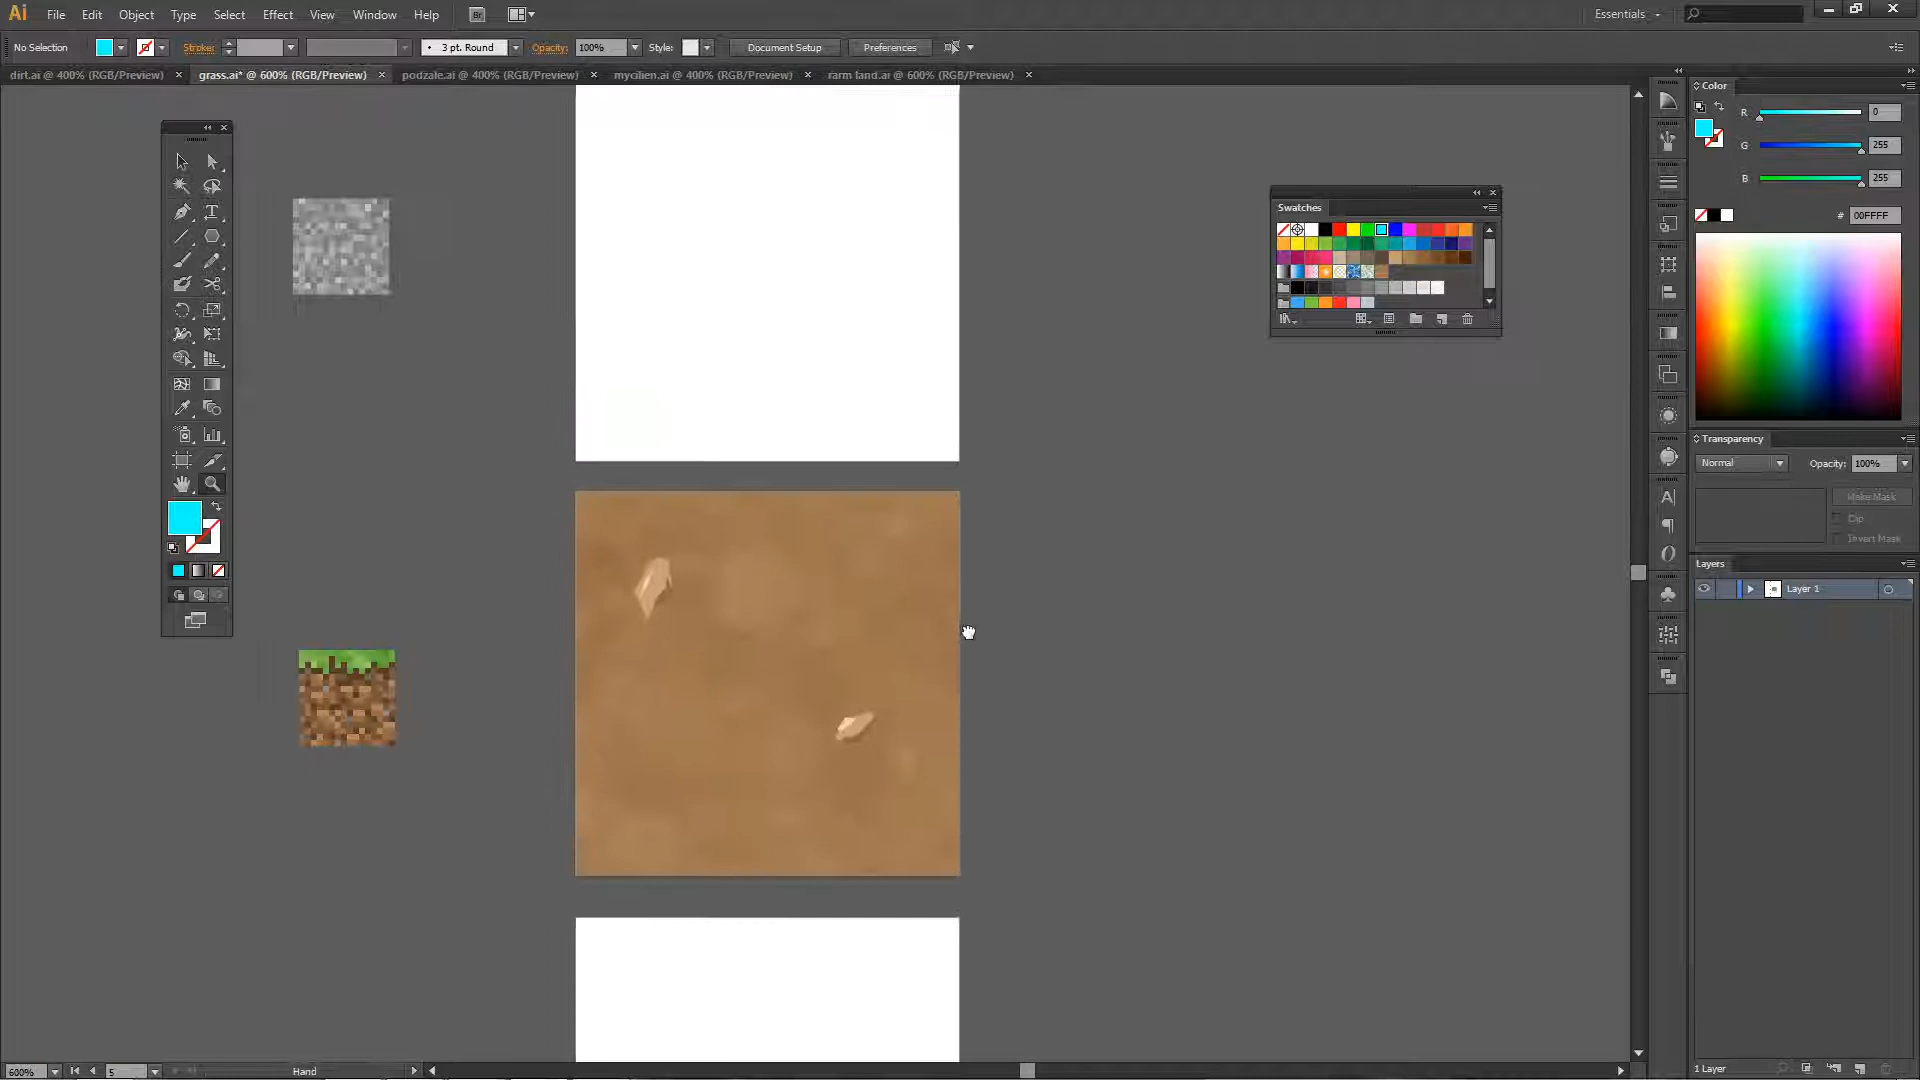 Ai File Edit Object Type Select Effect View Window Help Br Essentials
No Selection Stroke: 3 pt. Round Opacity: 100% Style: Document Setup Preferences
dirt.ai @ 400% (RGB/Preview) × grass.ai* @ 600% (RGB/Preview) × podzale.ai @ 400% (RGB/Preview) × mycilien.ai @ 400% (RGB/Preview) × rarm land.ai @ 600% (RGB/Preview) ×
Color
R 0
G 255
B 255
# 00FFFF
Swatches
Transparency
Normal Opacity: 100%
Make Mask
Clip
Invert Mask
Layers
Layer 1
1 Layer
600% 5 Hand